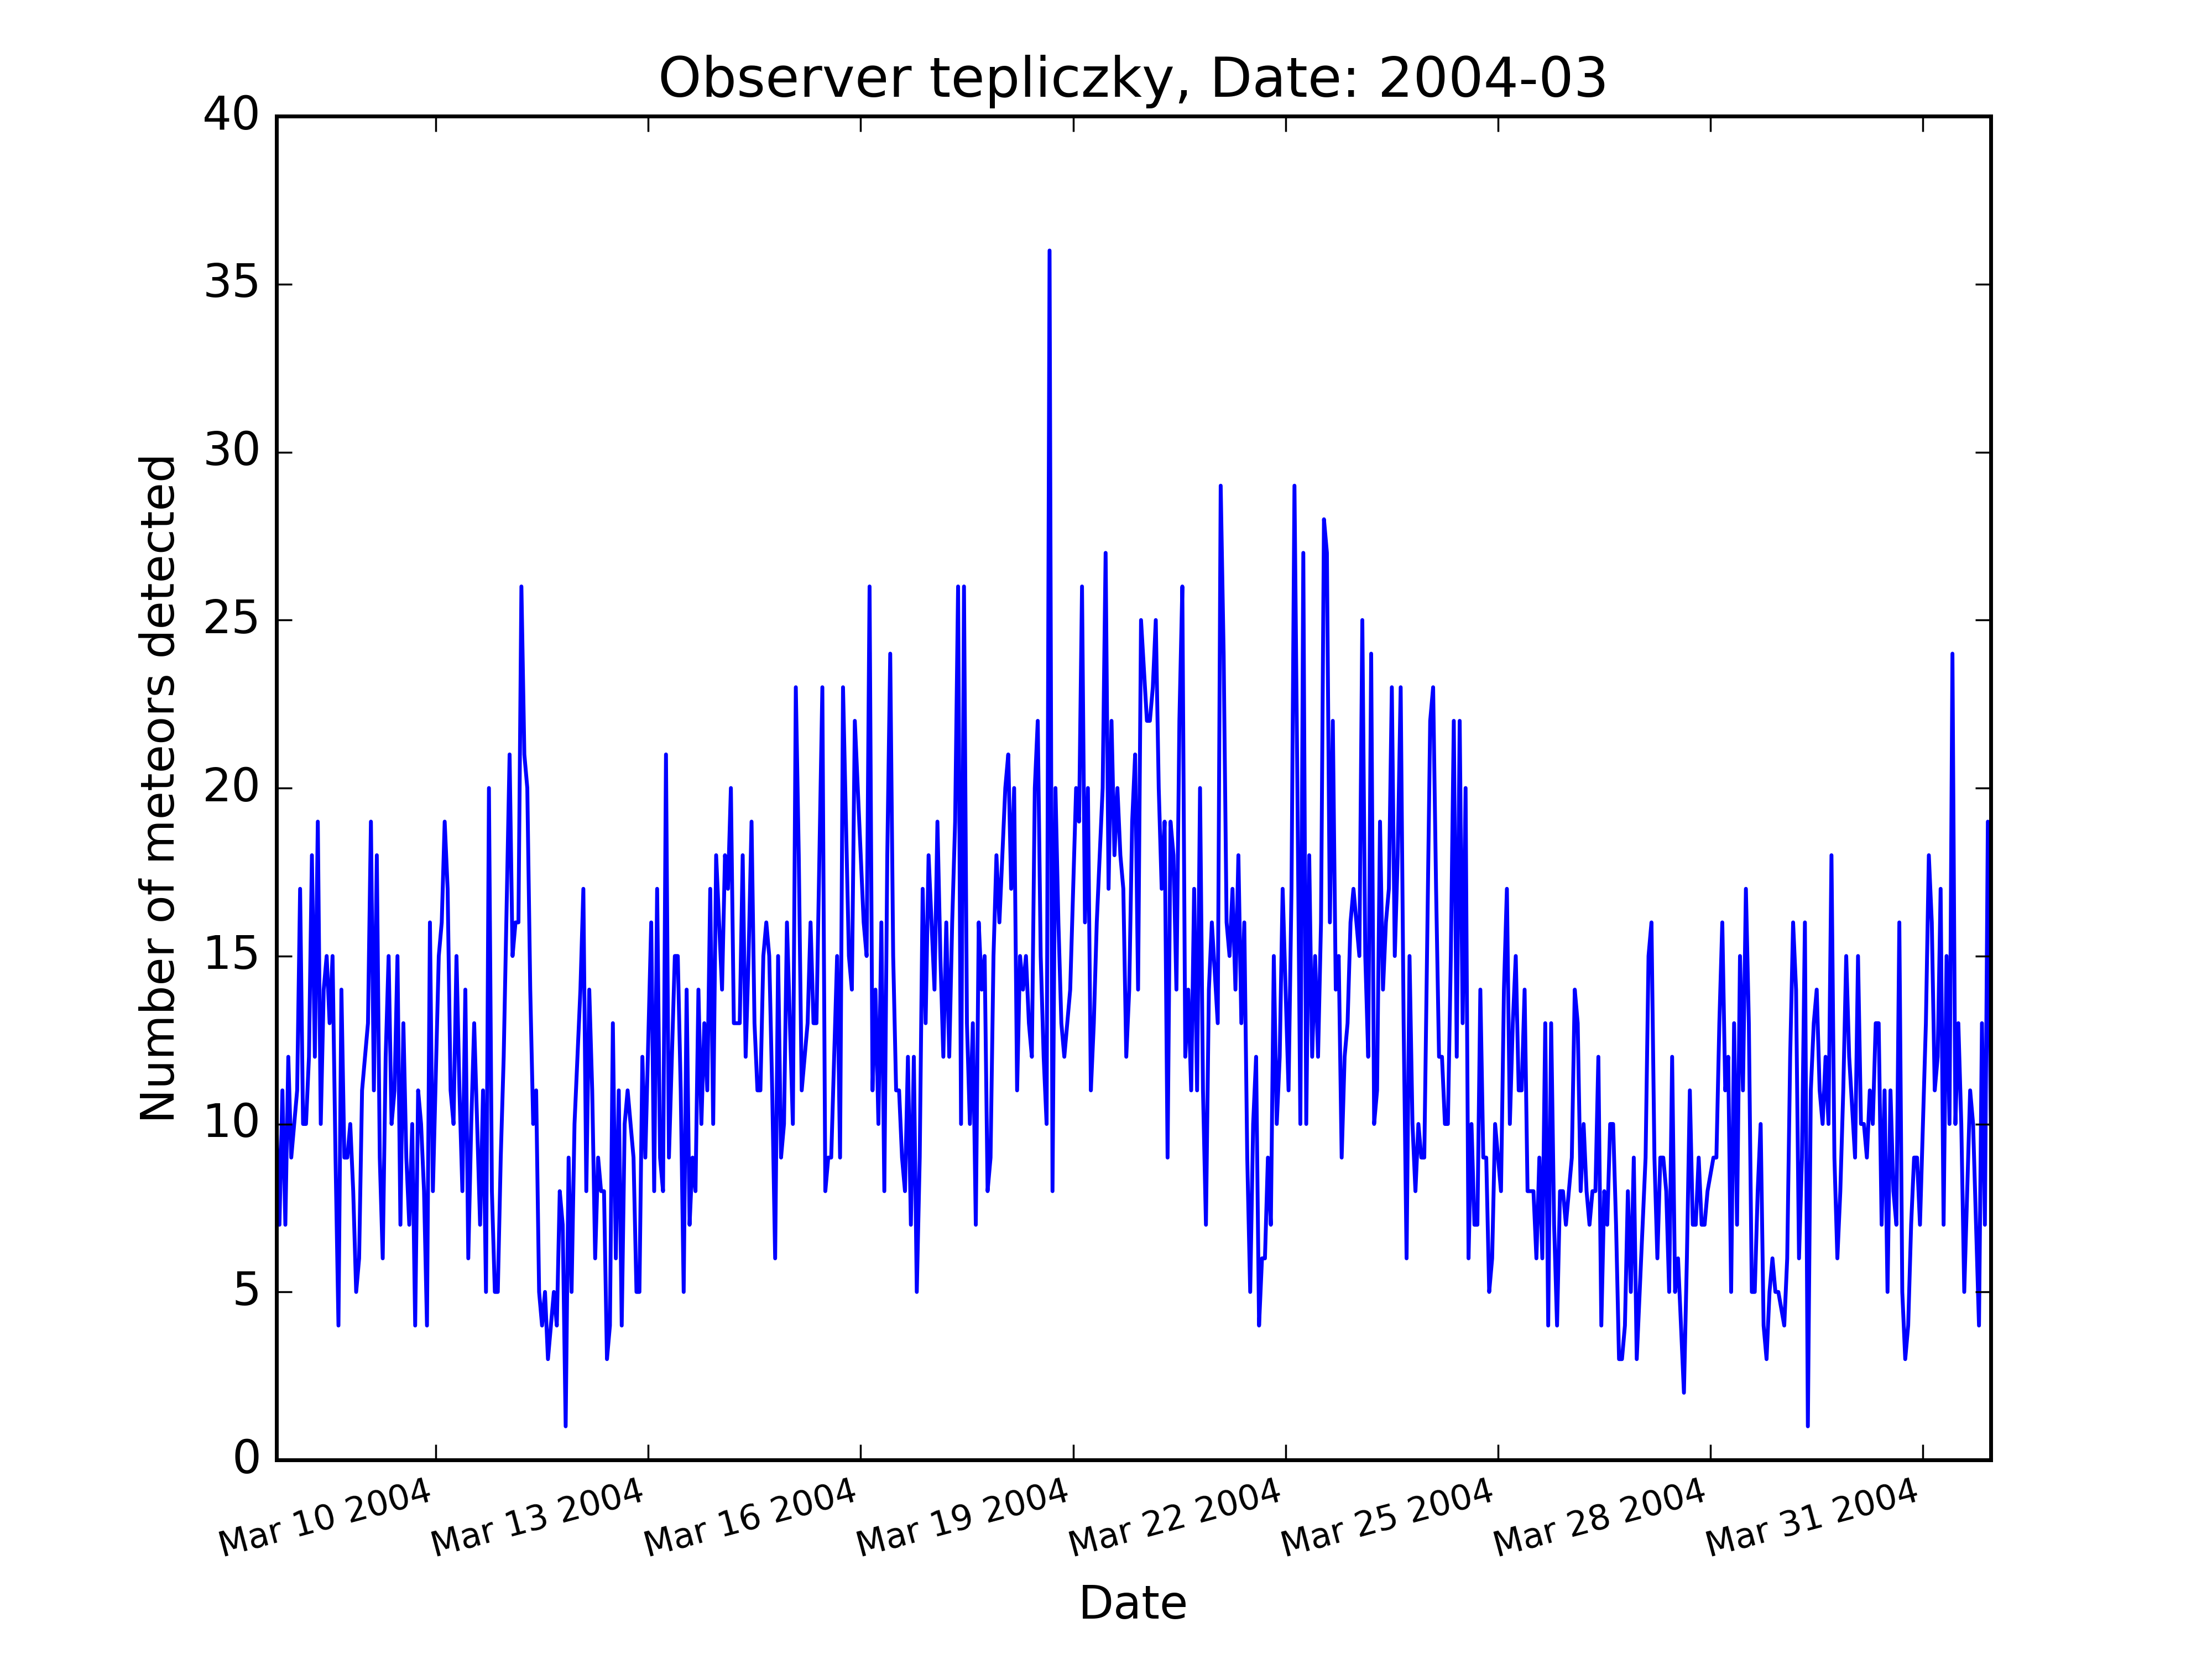 Observer tepliczky, Date: 2004-03
40
35
30
25
20
15
10
5
0
Number of meteors detected
Mar 10 2004
Mar 13 2004
Mar 16 2004
Mar 19 2004
Mar 22 2004
Mar 25 2004
Mar 28 2004
Mar 31 2004
Date